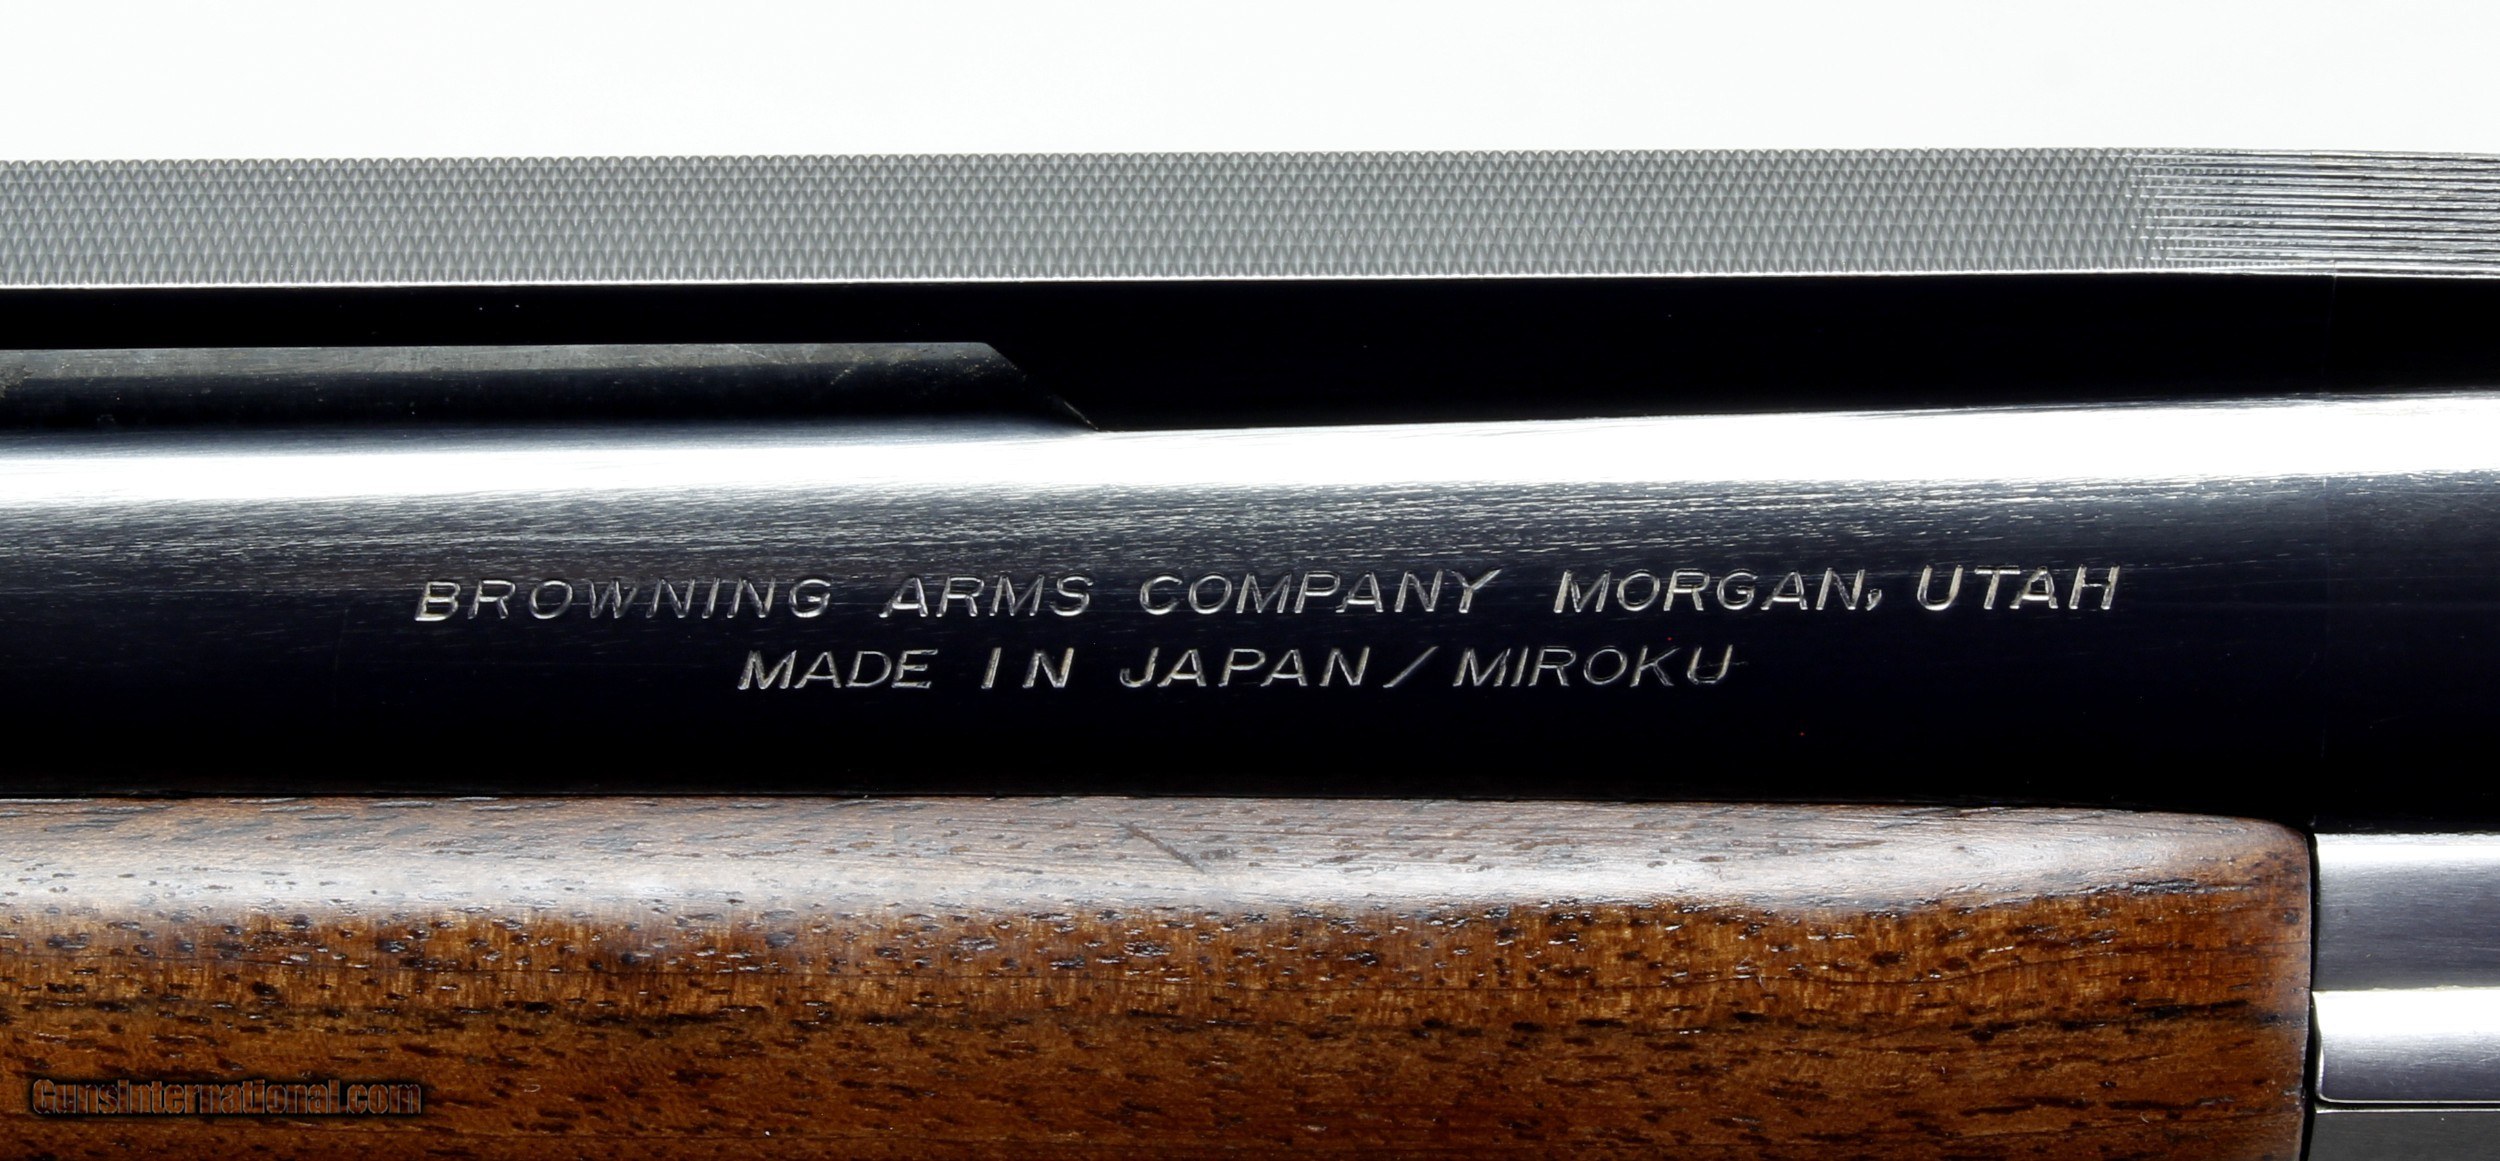 BROWNING ARMS COMPANY MORGAN, UTAH
MADE IN JAPAN/MIROKU
GunsInternational.com